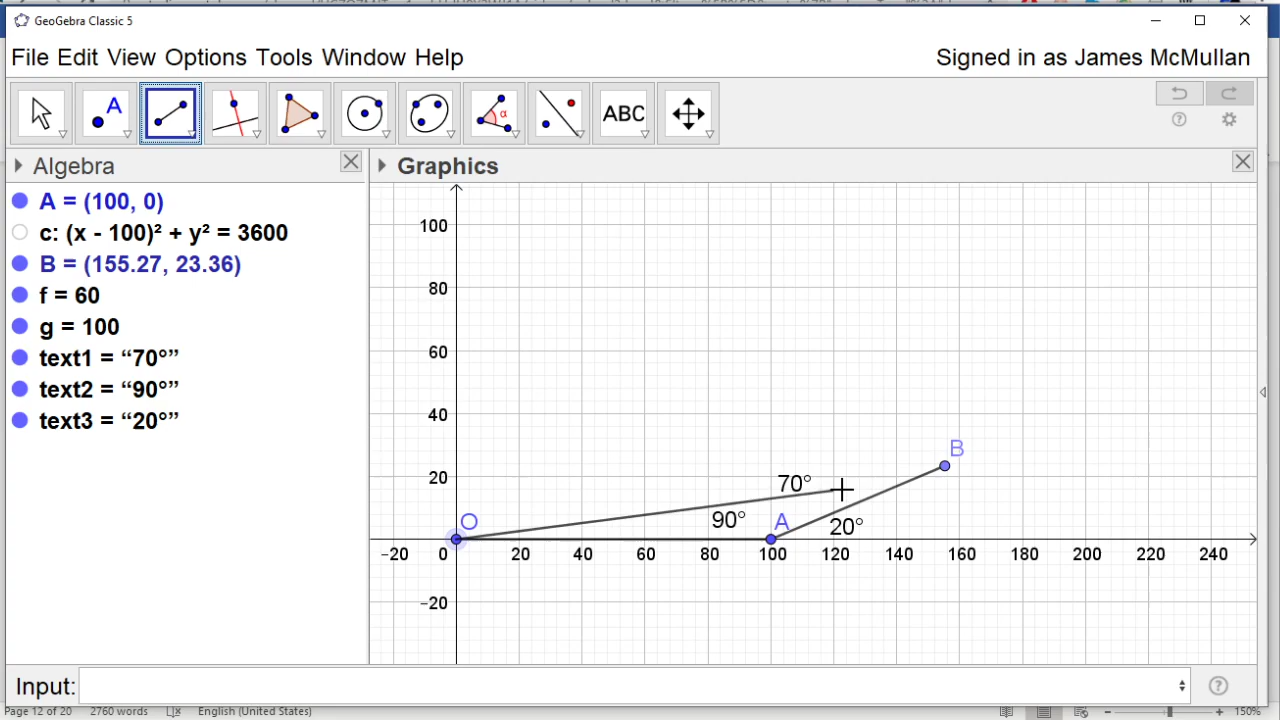 GeoGebra Classic 5
File Edit View Options Tools Window Help
Signed in as James McMullan
A
α
ABC
Algebra
Graphics
A = (100, 0)
c: (x - 100)² + y² = 3600
B = (155.27, 23.36)
f = 60
g = 100
text1 = “70°”
text2 = “90°”
text3 = “20°”
100
80
60
40
20
B
70°
90°
20°
O
A
−20 0 20 40 60 80 100 120 140 160 180 200 220 240
−20
Input:
Page 12 of 20 2760 words English (United States) 150%